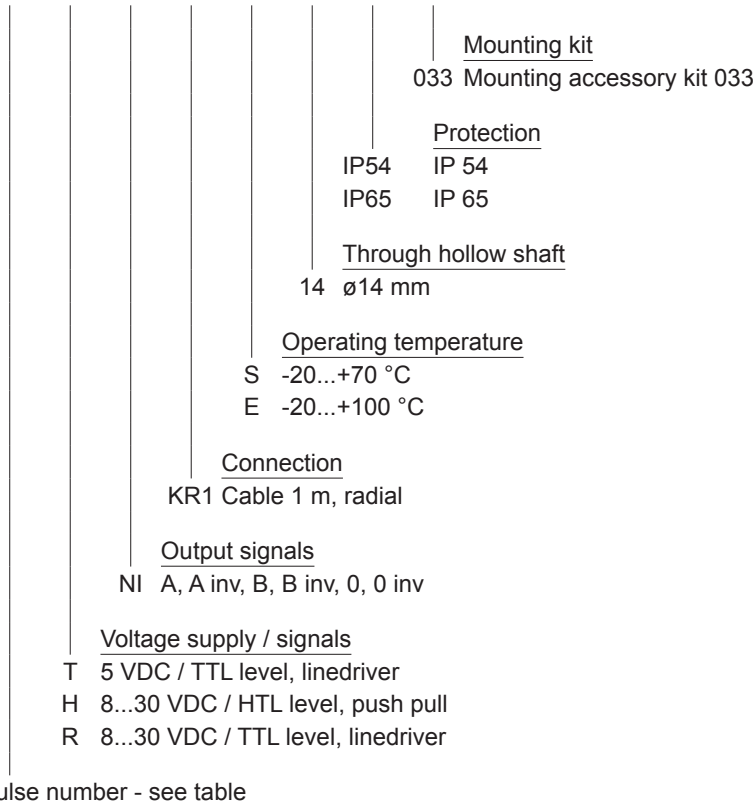 Mounting kit
033 Mounting accessory kit 033
Protection
IP54 IP 54
IP65 IP 65
Through hollow shaft
14 ø14 mm
Operating temperature
S -20...+70 °C
E -20...+100 °C
Connection
KR1 Cable 1 m, radial
Output signals
NI A, A inv, B, B inv, 0, 0 inv
Voltage supply / signals
T 5 VDC / TTL level, linedriver
H 8...30 VDC / HTL level, push pull
R 8...30 VDC / TTL level, linedriver
ulse number - see table